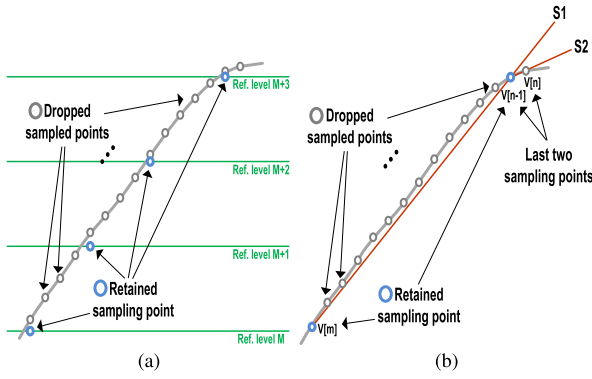 Ref. level M+3
Dropped
sampled points
Ref. level M+2
Ref. level M+1
Retained
sampling point
Ref. level M
(a)
S1
S2
V[n]
V[n-1]
Dropped
sampled points
Last two
sampling points
Retained
sampling point
V[m]
(b)